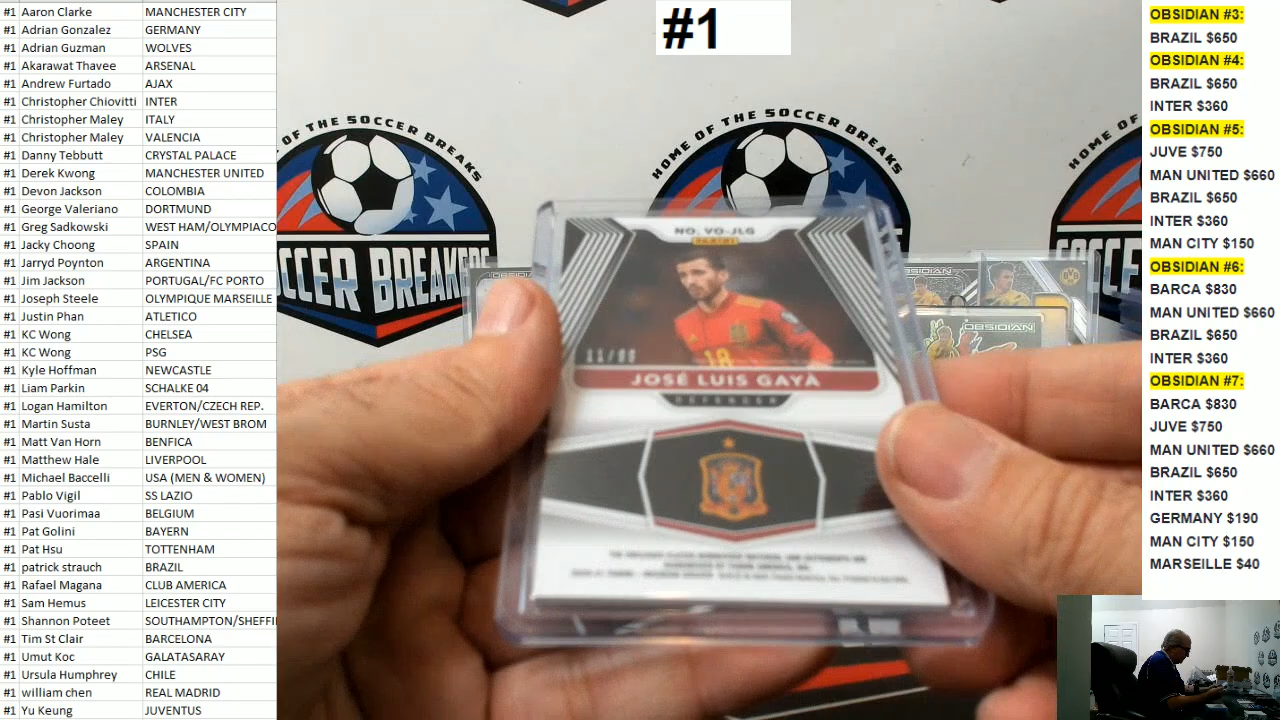 #1 Aaron Clarke MANCHESTER CITY
#1 Adrian Gonzalez GERMANY
#1 Adrian Guzman WOLVES
#1 Akarawat Thavee ARSENAL
#1 Andrew Furtado AJAX
#1 Christopher Chiovitti INTER
#1 Christopher Maley ITALY
#1 Christopher Maley VALENCIA
#1 Danny Tebbutt CRYSTAL PALACE
#1 Derek Kwong MANCHESTER UNITED
#1 Devon Jackson COLOMBIA
#1 George Valeriano DORTMUND
#1 Greg Sadkowski WEST HAM/OLYMPIACO
#1 Jacky Choong SPAIN
#1 Jarryd Poynton ARGENTINA
#1 Jim Jackson PORTUGAL/FC PORTO
#1 Joseph Steele OLYMPIQUE MARSEILLE
#1 Justin Phan ATLETICO
#1 KC Wong CHELSEA
#1 KC Wong PSG
#1 Kyle Hoffman NEWCASTLE
#1 Liam Parkin SCHALKE 04
#1 Logan Hamilton EVERTON/CZECH REP.
#1 Martin Susta BURNLEY/WEST BROM
#1 Matt Van Horn BENFICA
#1 Matthew Hale LIVERPOOL
#1 Michael Baccelli USA (MEN & WOMEN)
#1 Pablo Vigil SS LAZIO
#1 Pasi Vuorimaa BELGIUM
#1 Pat Golini BAYERN
#1 Pat Hsu TOTTENHAM
#1 patrick strauch BRAZIL
#1 Rafael Magana CLUB AMERICA
#1 Sam Hemus LEICESTER CITY
#1 Shannon Poteet SOUTHAMPTON/SHEFFI
#1 Tim St Clair BARCELONA
#1 Umut Koc GALATASARAY
#1 Ursula Humphrey CHILE
#1 william chen REAL MADRID
#1 Yu Keung JUVENTUS
#1
OF THE SOCCER BREAKS
CCER BREAKE
HOME OF THE SOCCER BREAKS
HOME OF TH
SOCCE
NO. VO-JLG
PANINI
18
JOSÉ LUIS GAYÀ
DEFENDER
OBSIDIAN
OBSIDIAN
OBSIDIAN #3:
BRAZIL $650
OBSIDIAN #4:
BRAZIL $650
INTER $360
OBSIDIAN #5:
JUVE $750
MAN UNITED $660
BRAZIL $650
INTER $360
MAN CITY $150
OBSIDIAN #6:
BARCA $830
MAN UNITED $660
BRAZIL $650
INTER $360
OBSIDIAN #7:
BARCA $830
JUVE $750
MAN UNITED $660
BRAZIL $650
INTER $360
GERMANY $190
MAN CITY $150
MARSEILLE $40